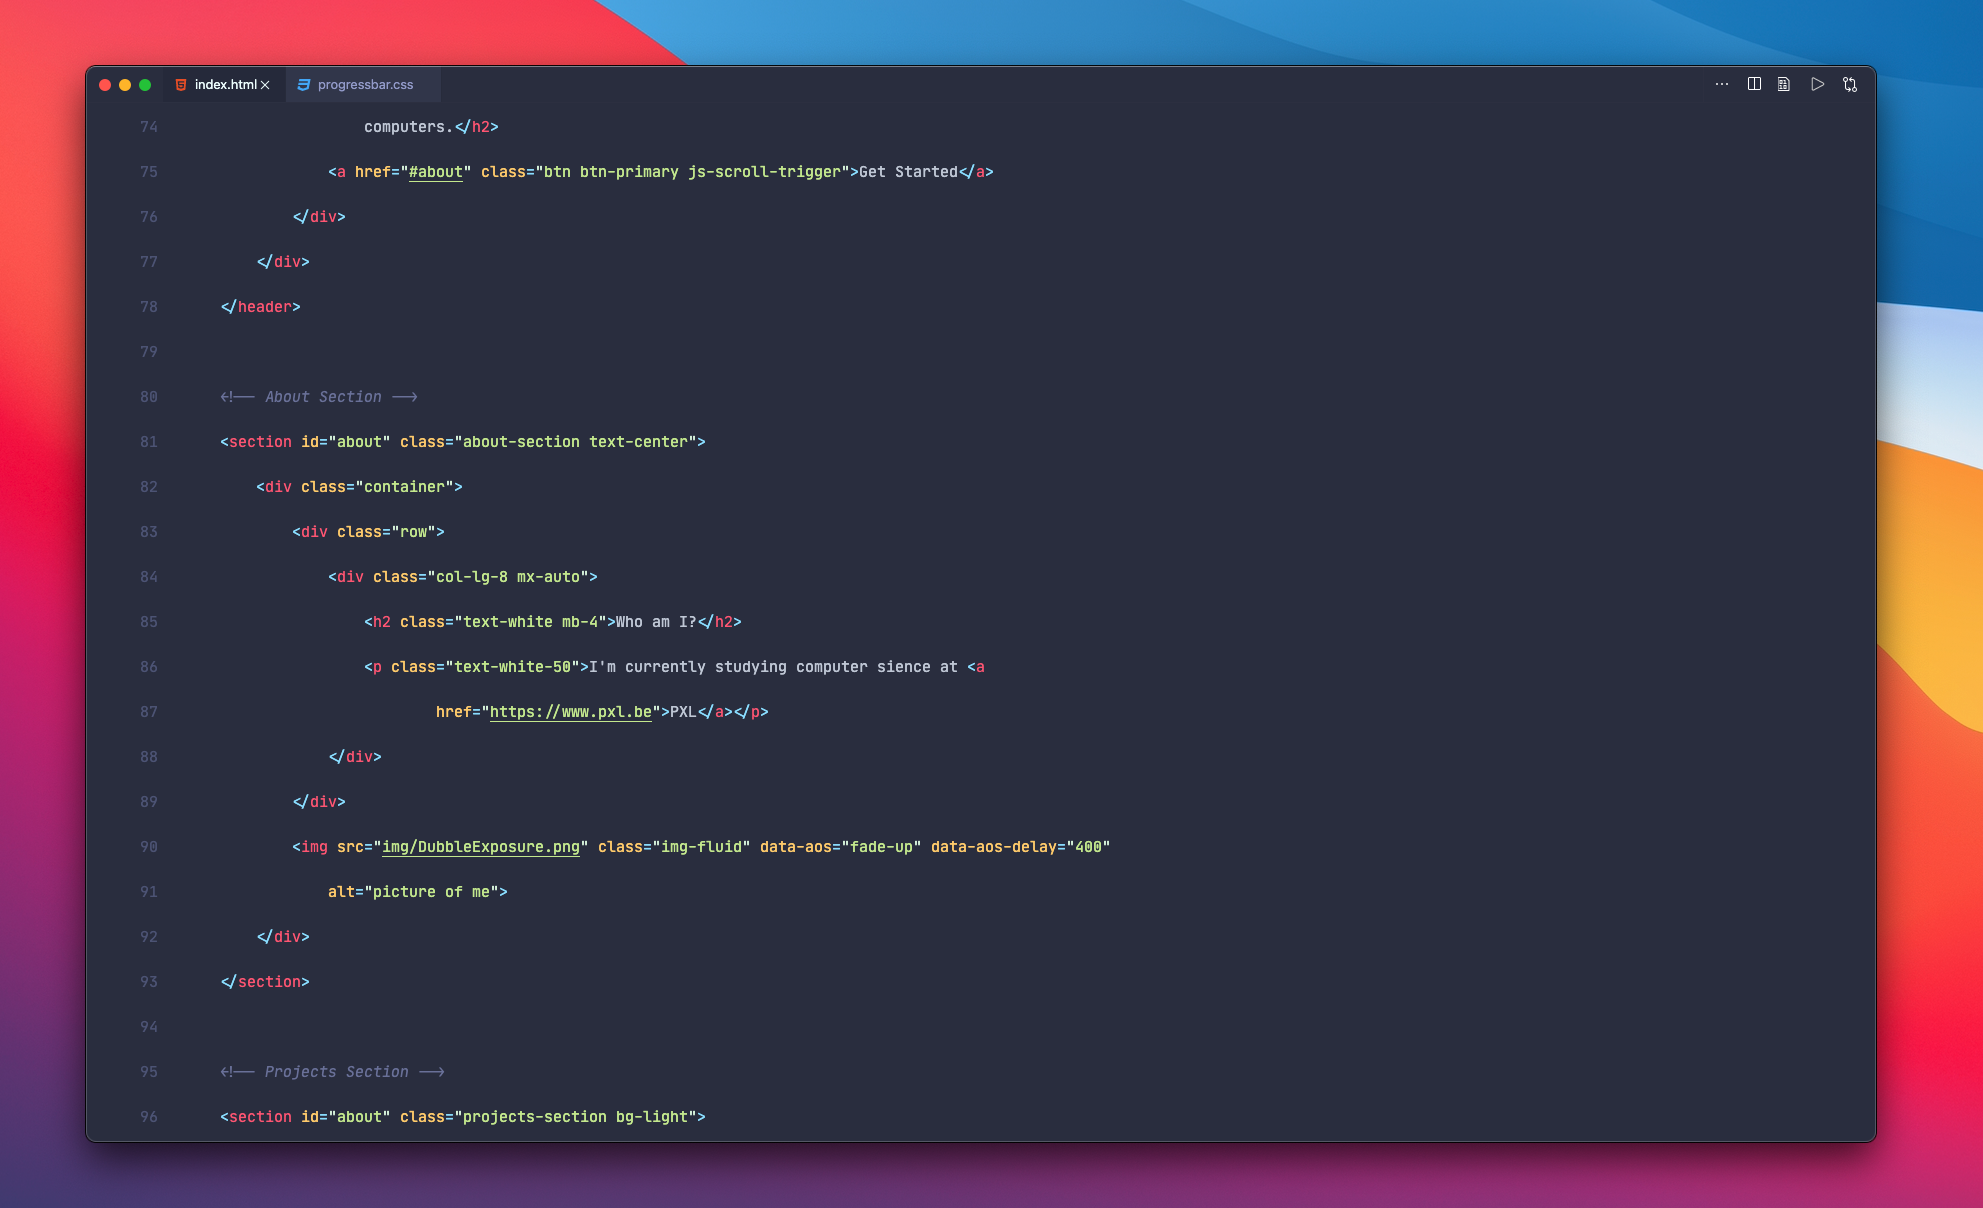 index.html progressbar.css
74 computers.</h2>
75 <a href="#about" class="btn btn-primary js-scroll-trigger">Get Started</a>
76 </div>
77 </div>
78 </header>
79
80 <!-- About Section -->
81 <section id="about" class="about-section text-center">
82 <div class="container">
83 <div class="row">
84 <div class="col-lg-8 mx-auto">
85 <h2 class="text-white mb-4">Who am I?</h2>
86 <p class="text-white-50">I'm currently studying computer sience at <a
87 href="https://www.pxl.be">PXL</a></p>
88 </div>
89 </div>
90 <img src="img/DubbleExposure.png" class="img-fluid" data-aos="fade-up" data-aos-delay="400"
91 alt="picture of me">
92 </div>
93 </section>
94
95 <!-- Projects Section -->
96 <section id="about" class="projects-section bg-light">